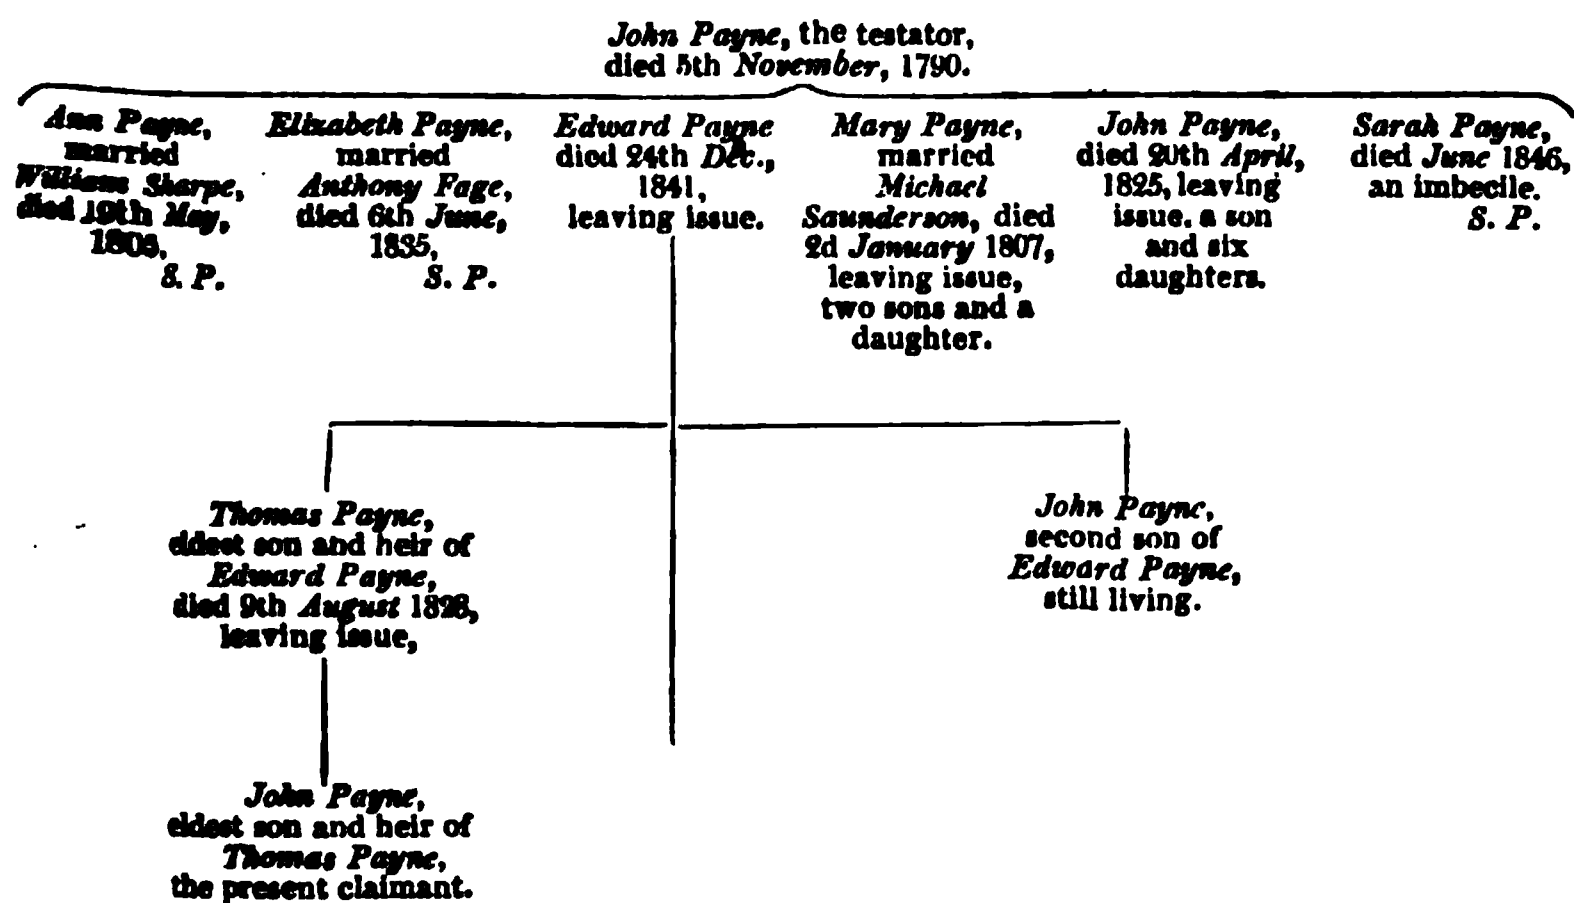 John Payne, the testator,
died 5th November, 1790.
Ann Payne,
married
William Sharpe,
died 19th May,
S. P.
Elizabeth Payne,
married
Anthony Fage,
died 6th June,
1835,
S. P.
Edward Payne
died 24th Dec.,
1841,
leaving issue.
Mary Payne,
married
Michael
Saunderson, died
2d January 1807,
leaving issue,
two sons and a
daughter.
John Payne,
died 20th April,
1825, leaving
issue, a son
and six
daughters.
Sarah Payne,
died June 1846,
an imbecile.
S. P.
Thomas Payne,
eldest son and heir of
Edward Payne,
died 9th August
leaving issue,
John Payne,
second son of
Edward Payne,
still living.
John Payne,
eldest son and heir of
Thomas Payne,
the present claimant.